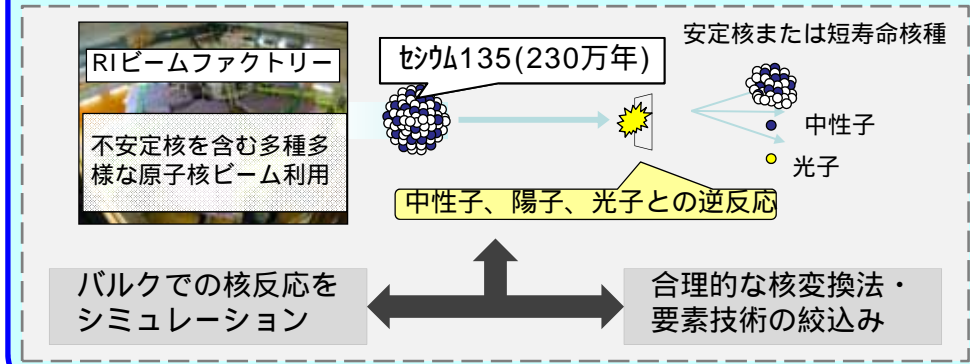 RIビームファクトリー
不安定核を含む多種多
様な原子核ビーム利用
ｾｼｳﾑ135(230万年)
安定核または短寿命核種
中性子
光子
中性子、陽子、光子との逆反応
バルクでの核反応を
シミュレーション
合理的な核変換法・
要素技術の絞込み